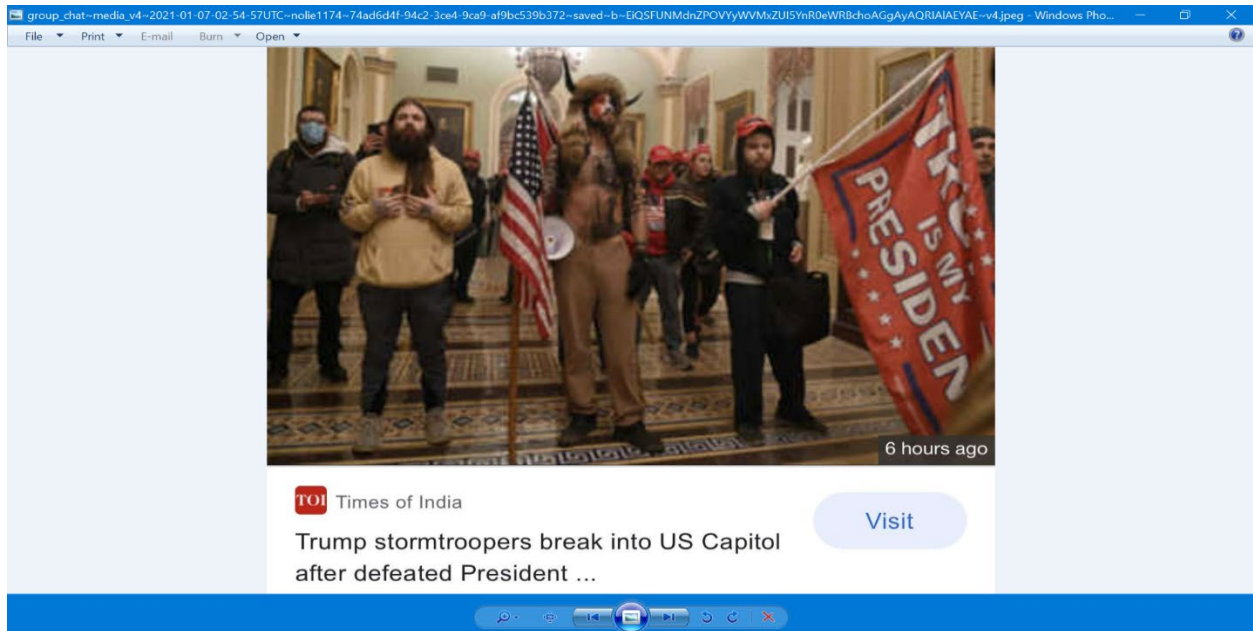 group_chat~media_v4~2021-01-07-02-54-57UTC~nolie1174~74ad6d4f-94c2-3ce4-9ca9-af9bc539b372~saved~b~EiQSFUNMdnZPOVYyWVMxZUI5YnR0eWRBchoAGgAyAQRIAlAEYAE~v4.jpeg - Windows Pho...
File Print E-mail Burn Open
IS MY
PRESIDEN
6 hours ago
TOI Times of India
Visit
Trump stormtroopers break into US Capitol
after defeated President ...